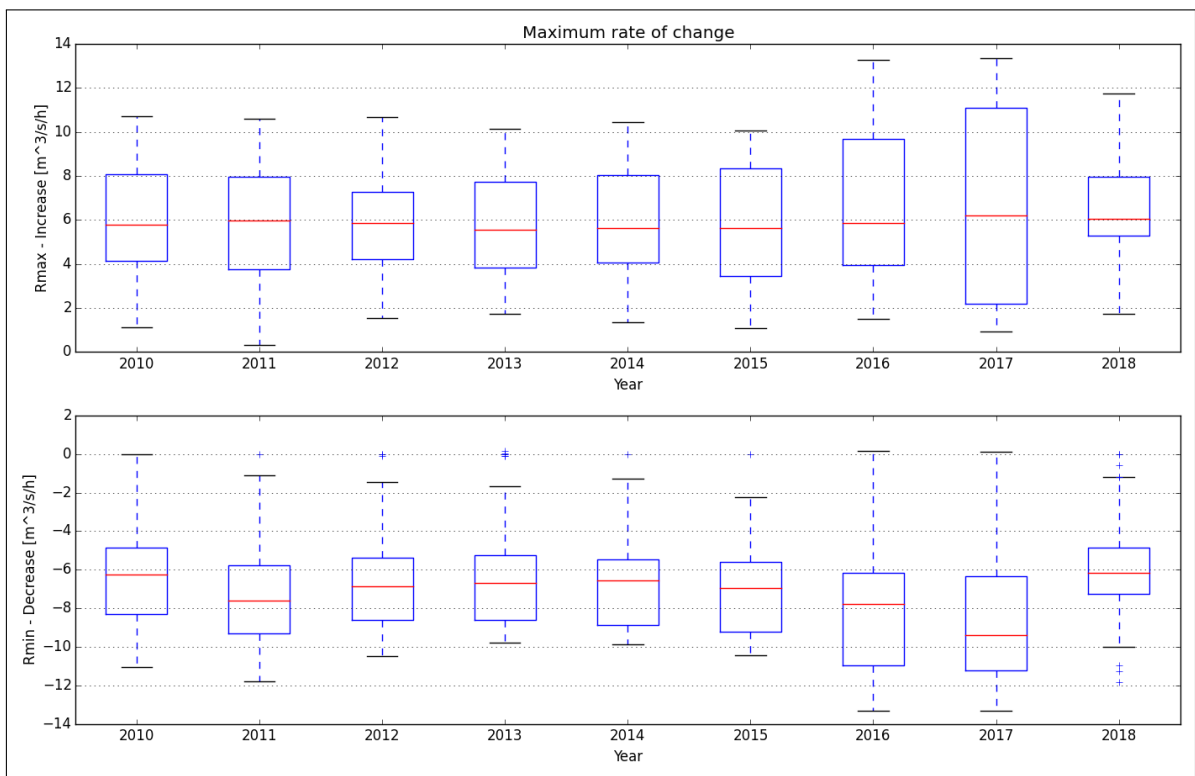 Maximum rate of change
Rmax - Increase [m^3/s/h]
14
12
10
8
6
4
2
0
2010 2011 2012 2013 2014 2015 2016 2017 2018
Year
Rmin - Decrease [m^3/s/h]
2
0
−2
−4
−6
−8
−10
−12
−14
2010 2011 2012 2013 2014 2015 2016 2017 2018
Year